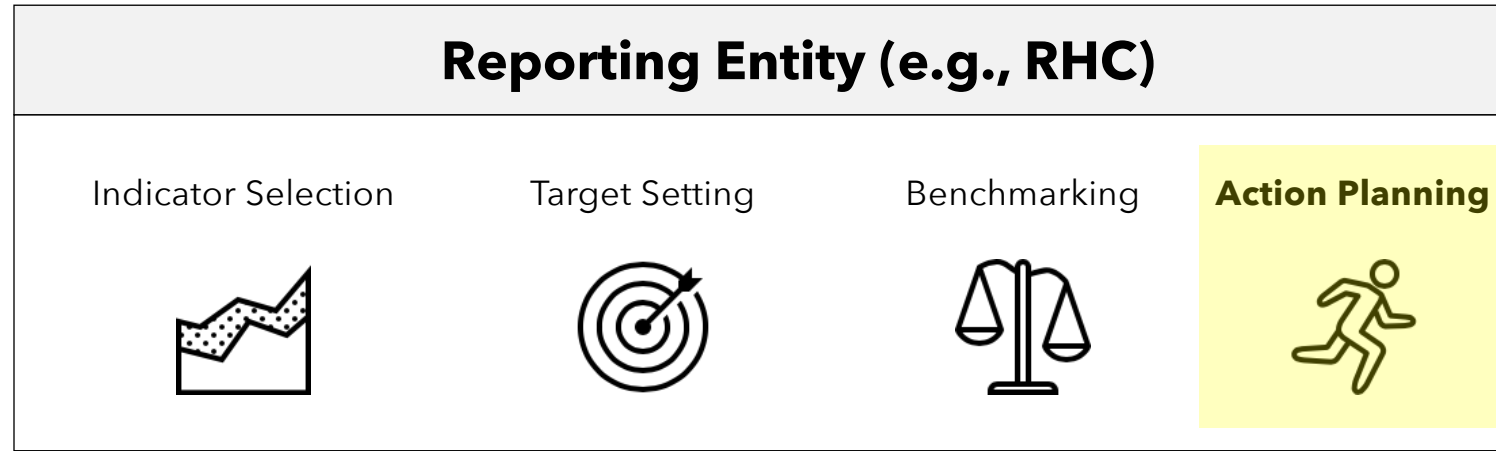 Reporting Entity (e.g., RHC)
Indicator Selection
Target Setting
Benchmarking
Action Planning